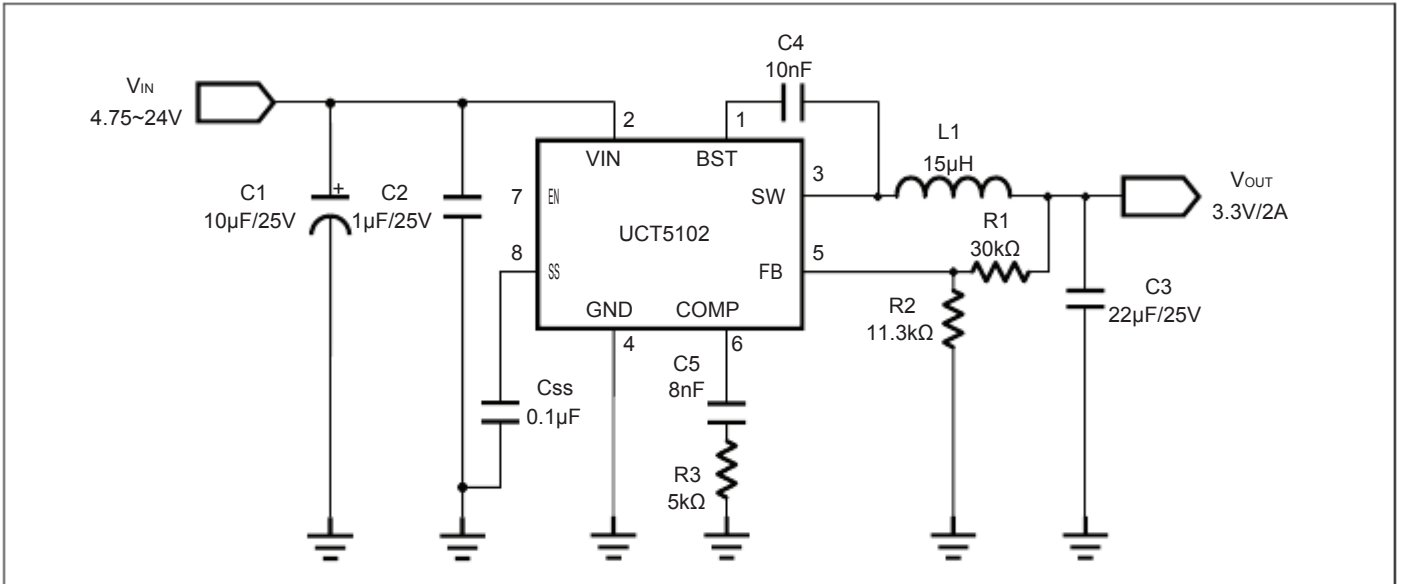 C4
10nF
VIN
4.75~24V
2
1
L1
15µH
VIN
BST
3
C1
10µF/25V
+
C2
1µF/25V
7
EN
SW
VOUT
3.3V/2A
UCT5102
R1
30kΩ
8
SS
5
FB
R2
11.3kΩ
C3
22µF/25V
GND
COMP
4
6
C5
8nF
Css
0.1µF
R3
5kΩ